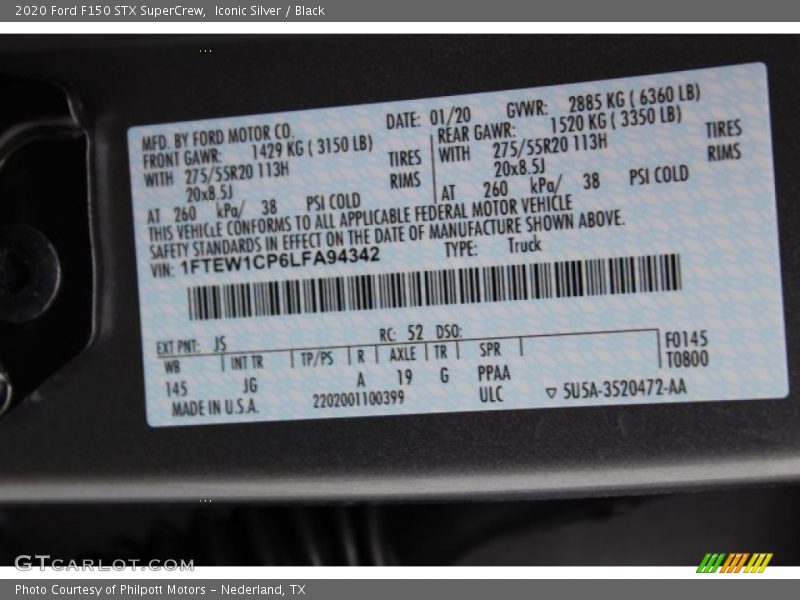 2020 Ford F150 STX SuperCrew,  Iconic Silver / Black
MFD. BY FORD MOTOR CO. DATE: 01/20 GVWR: 2885 KG ( 6360 LB)
FRONT GAWR: 1429 KG ( 3150 LB) REAR GAWR: 1520 KG ( 3350 LB)
WITH 275/55R20 113H TIRES WITH 275/55R20 113H TIRES
20x8.5J RIMS 20x8.5J RIMS
AT 260 kPa/ 38 PSI COLD AT 260 kPa/ 38 PSI COLD
THIS VEHICLE CONFORMS TO ALL APPLICABLE FEDERAL MOTOR VEHICLE
SAFETY STANDARDS IN EFFECT ON THE DATE OF MANUFACTURE SHOWN ABOVE.
VIN: 1FTEW1CP6LFA94342 TYPE: Truck
EXT PNT: JS RC: 52 DSO: F0145
WB INT TR TP/PS R AXLE TR SPR T0800
145 JG A 19 G PPAA
MADE IN U.S.A. 2202001100399 ULC ▽ 5U5A-3520472-AA
GTCARLOT.COM
Photo Courtesy of Philpott Motors - Nederland, TX